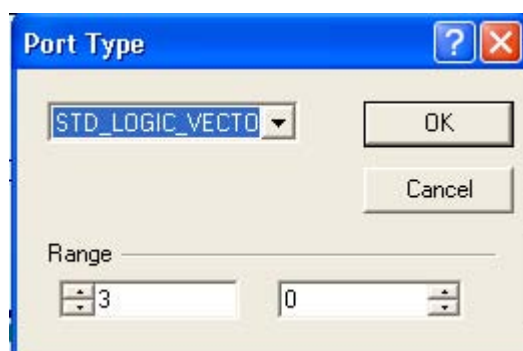 Port Type
STD_LOGIC_VECTO
OK
Cancel
Range
3 0